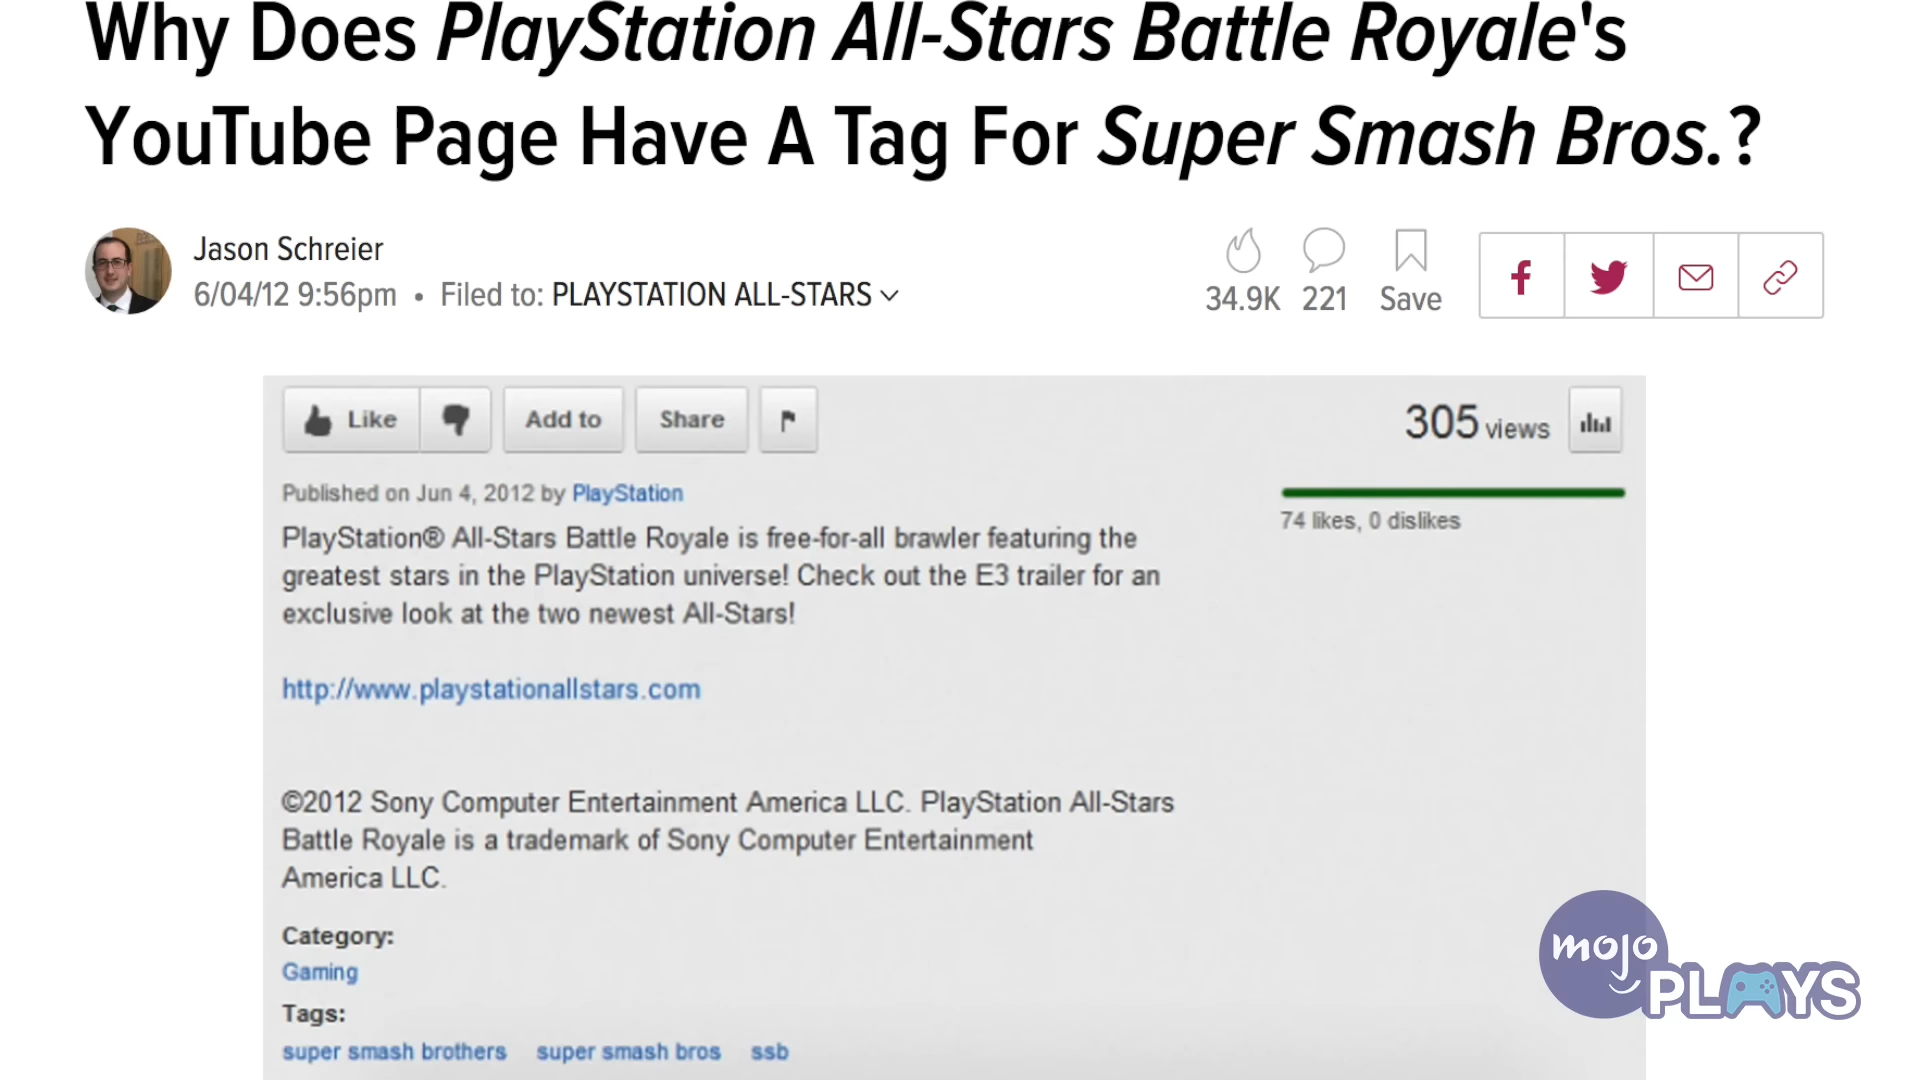 Why Does PlayStation All-Stars Battle Royale's
YouTube Page Have A Tag For Super Smash Bros.?
Jason Schreier
6/04/12 9:56pm • Filed to: PLAYSTATION ALL-STARS
34.9K 221 Save
Like Add to Share 305 views
Published on Jun 4, 2012 by PlayStation
74 likes, 0 dislikes
PlayStation® All-Stars Battle Royale is free-for-all brawler featuring the
greatest stars in the PlayStation universe! Check out the E3 trailer for an
exclusive look at the two newest All-Stars!
http://www.playstationallstars.com
©2012 Sony Computer Entertainment America LLC. PlayStation All-Stars
Battle Royale is a trademark of Sony Computer Entertainment
America LLC.
Category:
Gaming
Tags:
super smash brothers super smash bros ssb
mojo
PLAYS